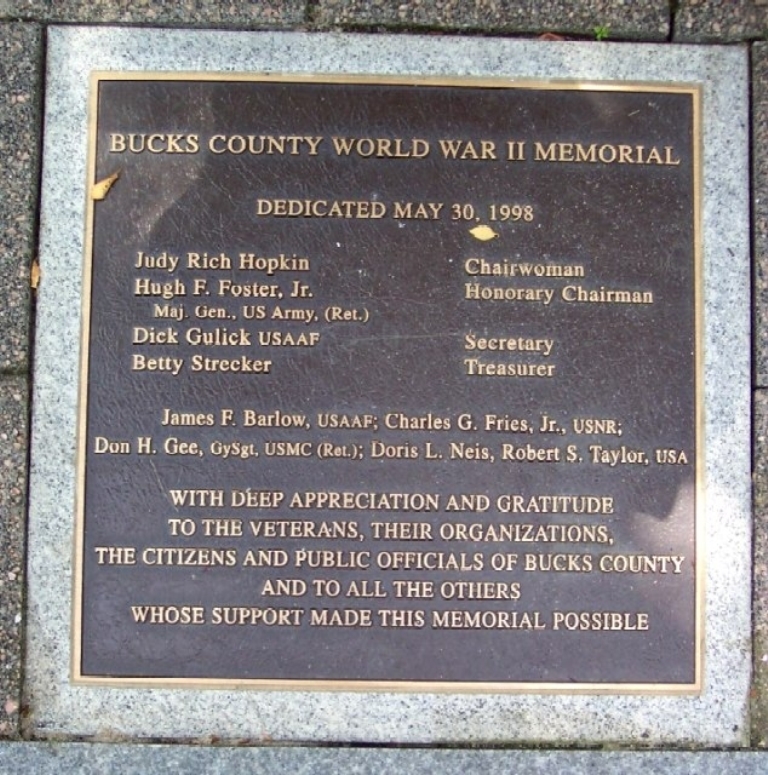 BUCKS COUNTY WORLD WAR II MEMORIAL
DEDICATED MAY 30, 1998
Judy Rich Hopkin Chairwoman
Hugh F. Foster, Jr. Honorary Chairman
Maj. Gen., US Army, (Ret.)
Dick Gulick USAAF Secretary
Betty Strecker Treasurer
James F. Barlow, USAAF; Charles G. Fries, Jr., USNR;
Don H. Gee, GySgt, USMC (Ret.); Doris L. Neis, Robert S. Taylor, USA
WITH DEEP APPRECIATION AND GRATITUDE
TO THE VETERANS, THEIR ORGANIZATIONS,
THE CITIZENS AND PUBLIC OFFICIALS OF BUCKS COUNTY
AND TO ALL THE OTHERS
WHOSE SUPPORT MADE THIS MEMORIAL POSSIBLE